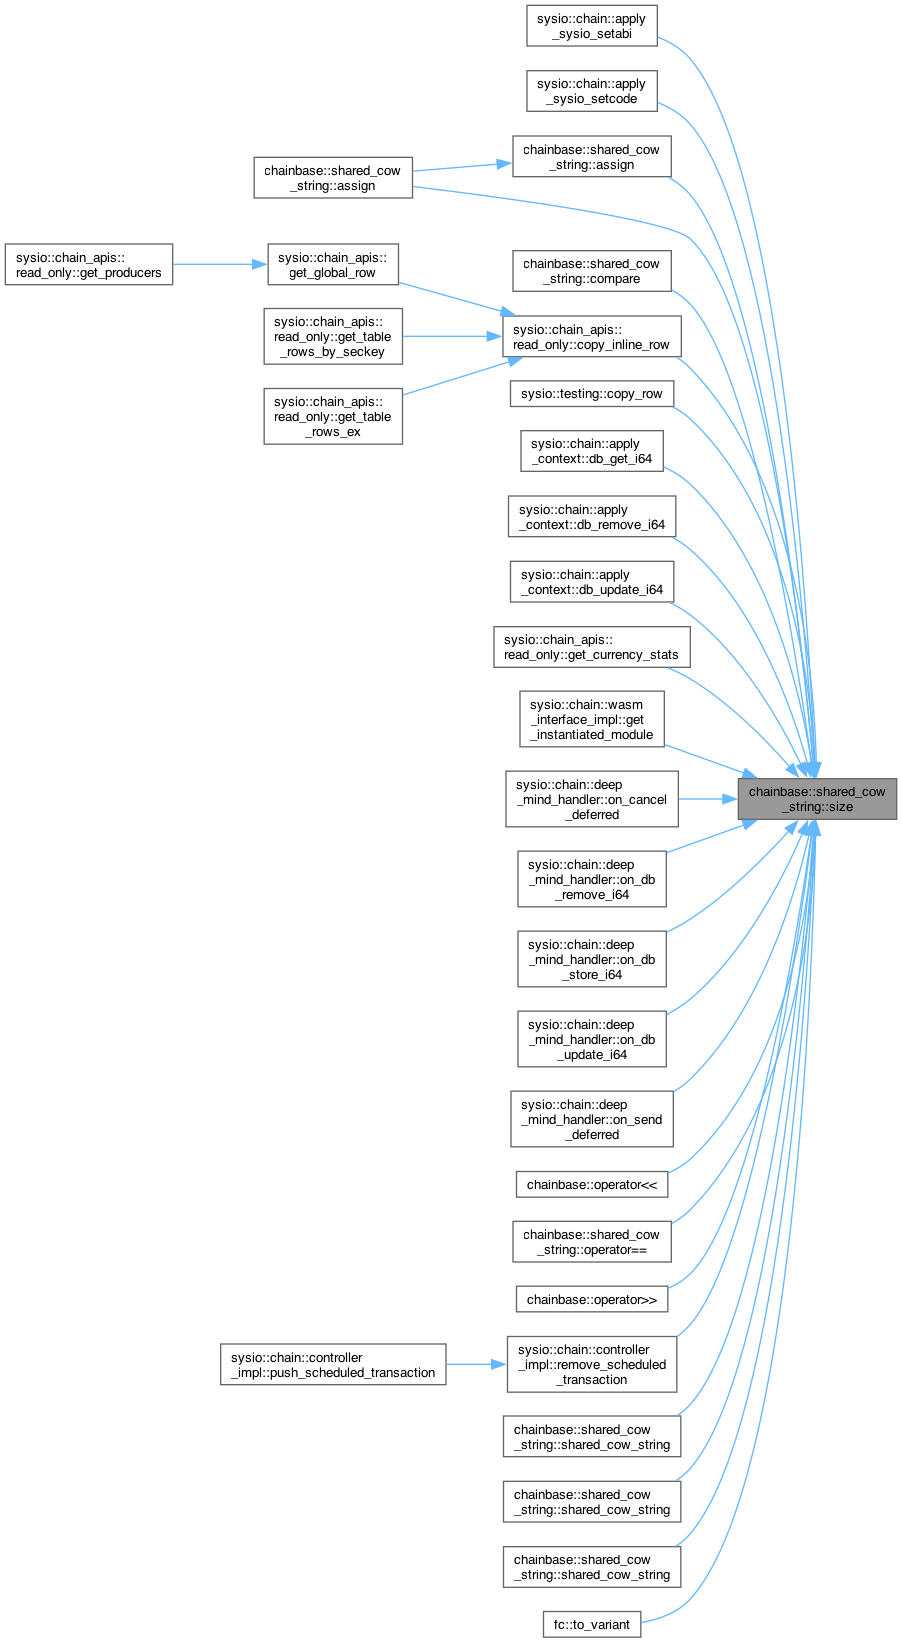 sysio::chain::apply
_sysio_setabi
sysio::chain::apply
_sysio_setcode
chainbase::shared_cow
_string::assign
chainbase::shared_cow
_string::assign
sysio::chain_apis::
read_only::get_producers
sysio::chain_apis::
get_global_row
chainbase::shared_cow
_string::compare
sysio::chain_apis::
read_only::get_table
_rows_by_seckey
sysio::chain_apis::
read_only::copy_inline_row
sysio::chain_apis::
read_only::get_table
_rows_ex
sysio::testing::copy_row
sysio::chain::apply
_context::db_get_i64
sysio::chain::apply
_context::db_remove_i64
sysio::chain::apply
_context::db_update_i64
sysio::chain_apis::
read_only::get_currency_stats
sysio::chain::wasm
_interface_impl::get
_instantiated_module
chainbase::shared_cow
_string::size
sysio::chain::deep
_mind_handler::on_cancel
_deferred
sysio::chain::deep
_mind_handler::on_db
_remove_i64
sysio::chain::deep
_mind_handler::on_db
_store_i64
sysio::chain::deep
_mind_handler::on_db
_update_i64
sysio::chain::deep
_mind_handler::on_send
_deferred
chainbase::operator<<
chainbase::shared_cow
_string::operator==
chainbase::operator>>
sysio::chain::controller
_impl::push_scheduled_transaction
sysio::chain::controller
_impl::remove_scheduled
_transaction
chainbase::shared_cow
_string::shared_cow_string
chainbase::shared_cow
_string::shared_cow_string
chainbase::shared_cow
_string::shared_cow_string
fc::to_variant